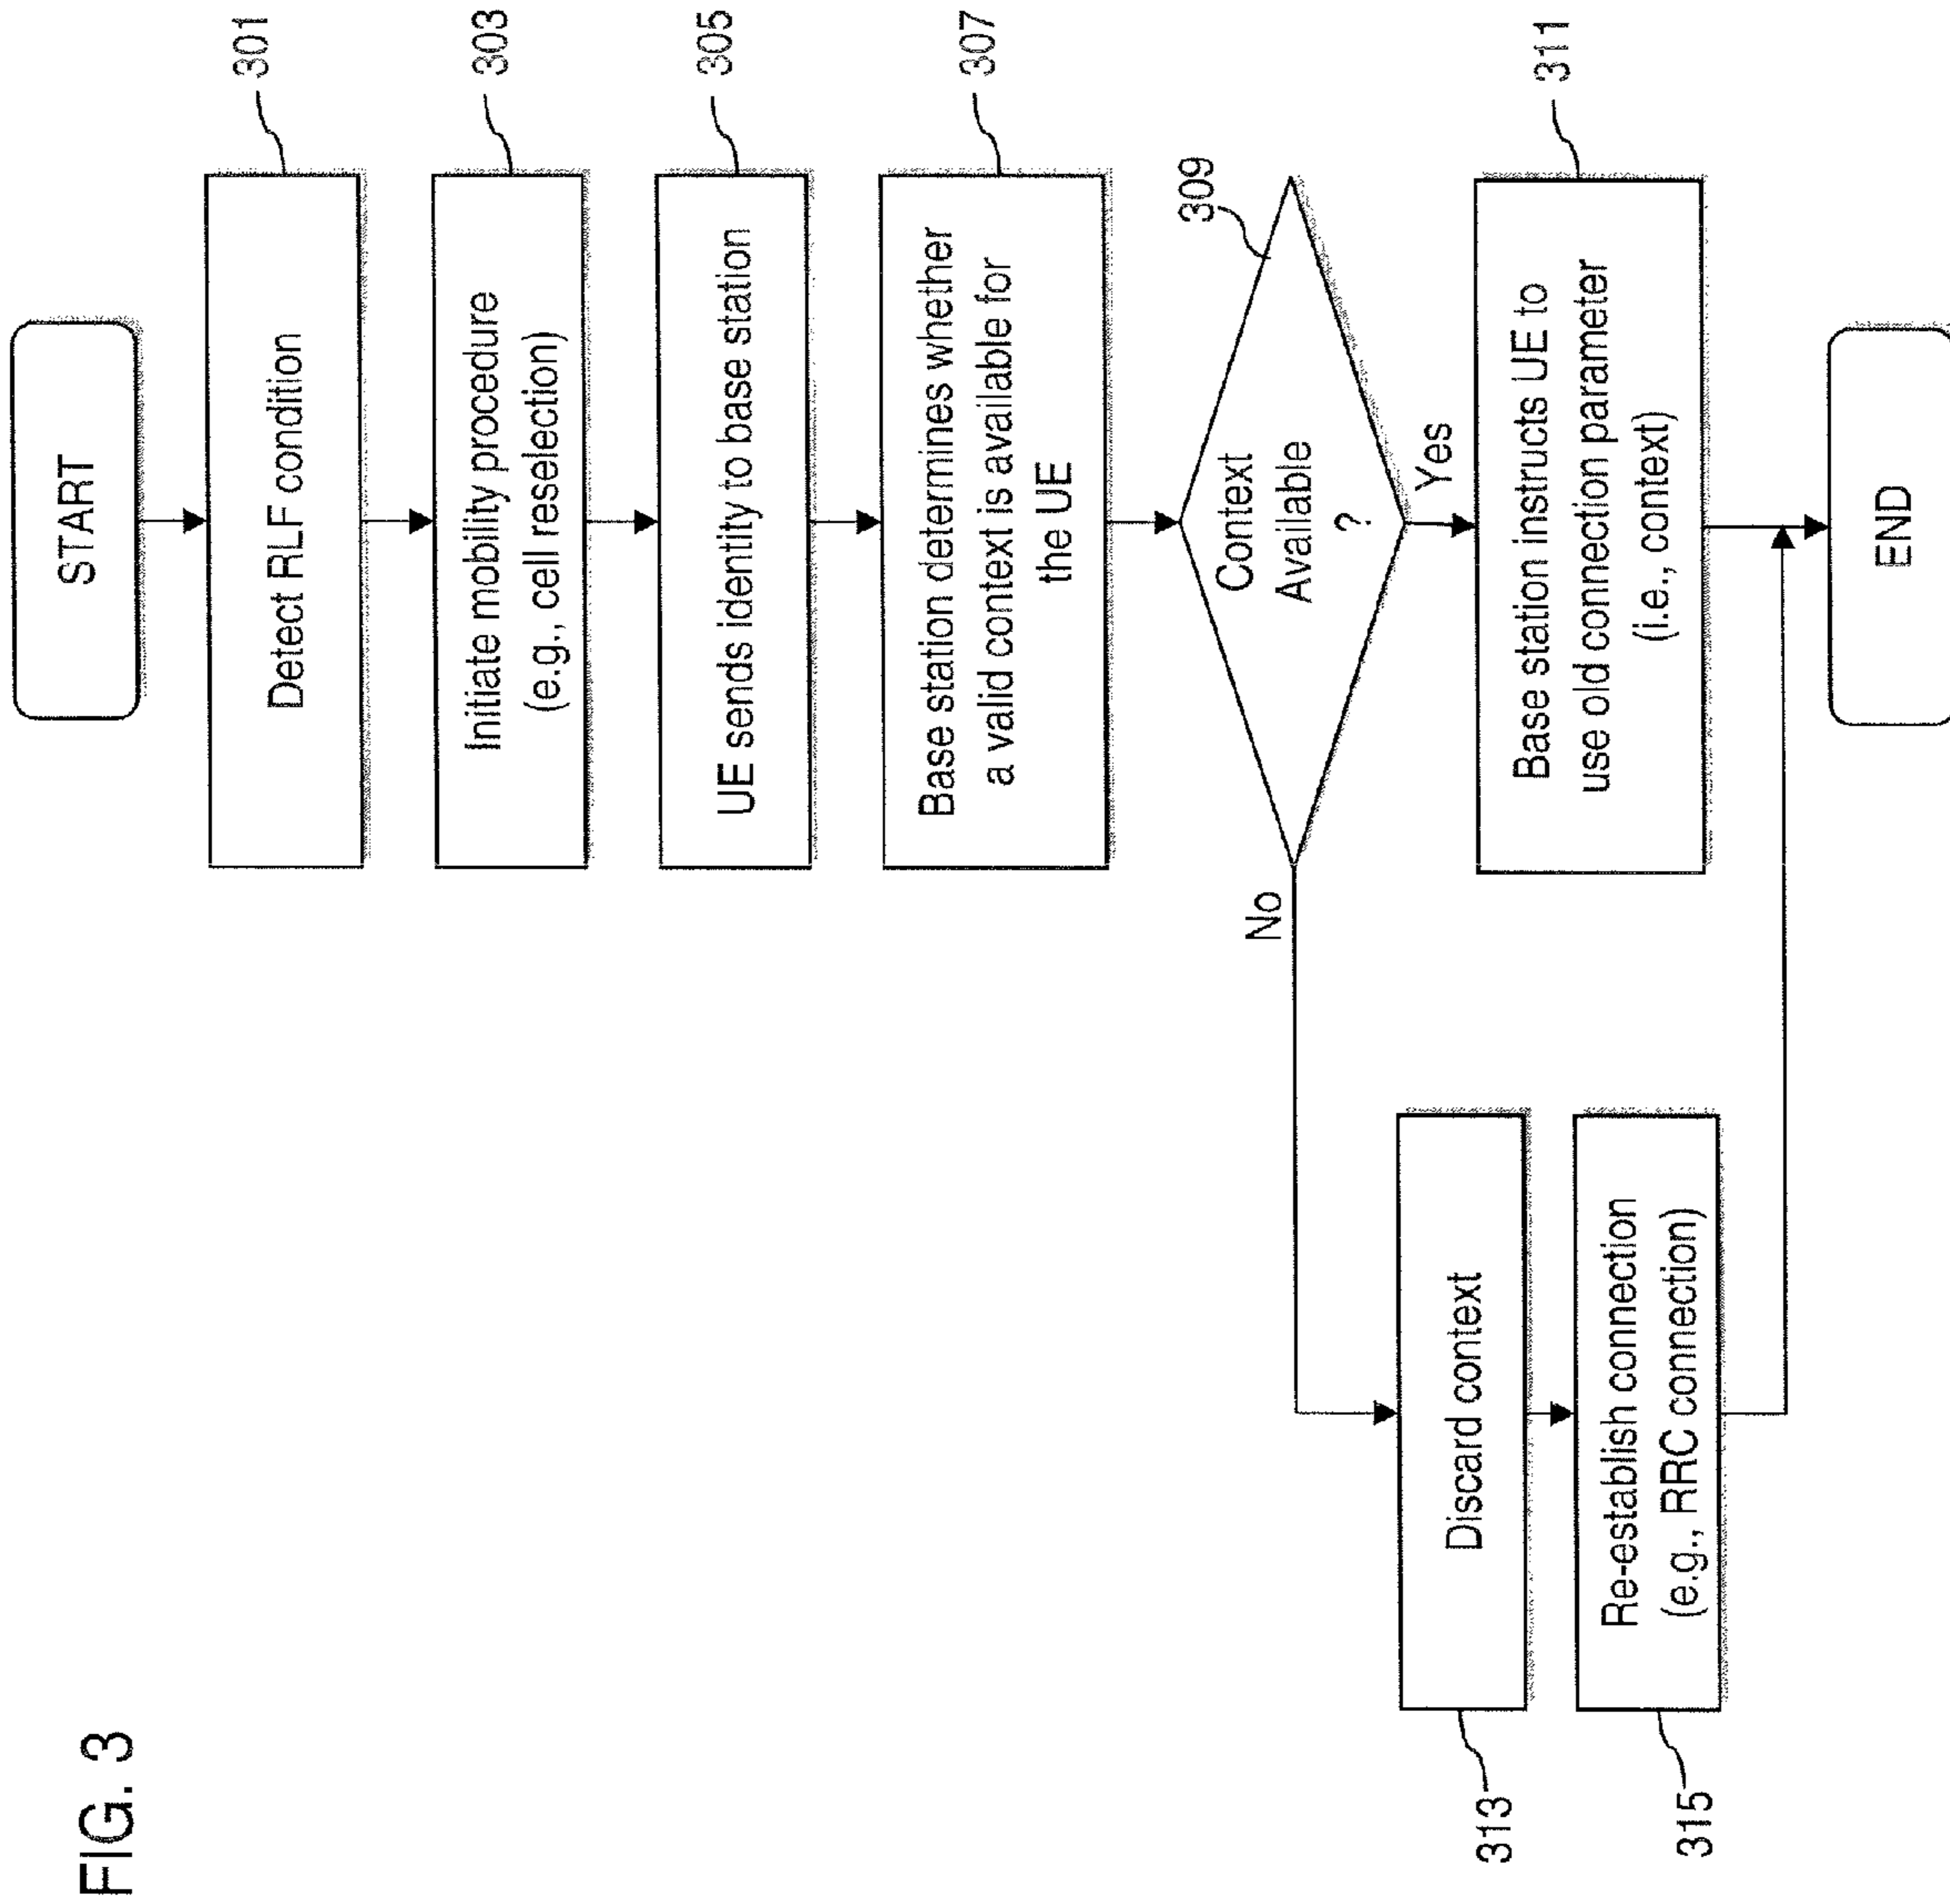 FIG. 3
START
301
Detect RLF condition
303
Initiate mobility procedure
(e.g., cell reselection)
305
UE sends identity to base station
307
Base station determines whether
a valid context is available for
the UE
309
Context
Available
?
No
Yes
311
Base station instructs UE to
use old connection parameter
(i.e., context)
313
Discard context
315
Re-establish connection
(e.g., RRC connection)
END